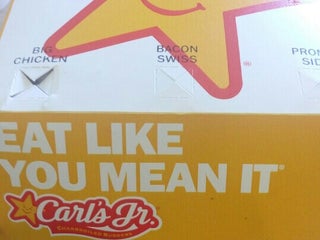 BIG
CHICKEN
BACON
SWISS
EAT LIKE
YOU MEAN IT®
Carl's Jr.
CHARBROILED BURGERS